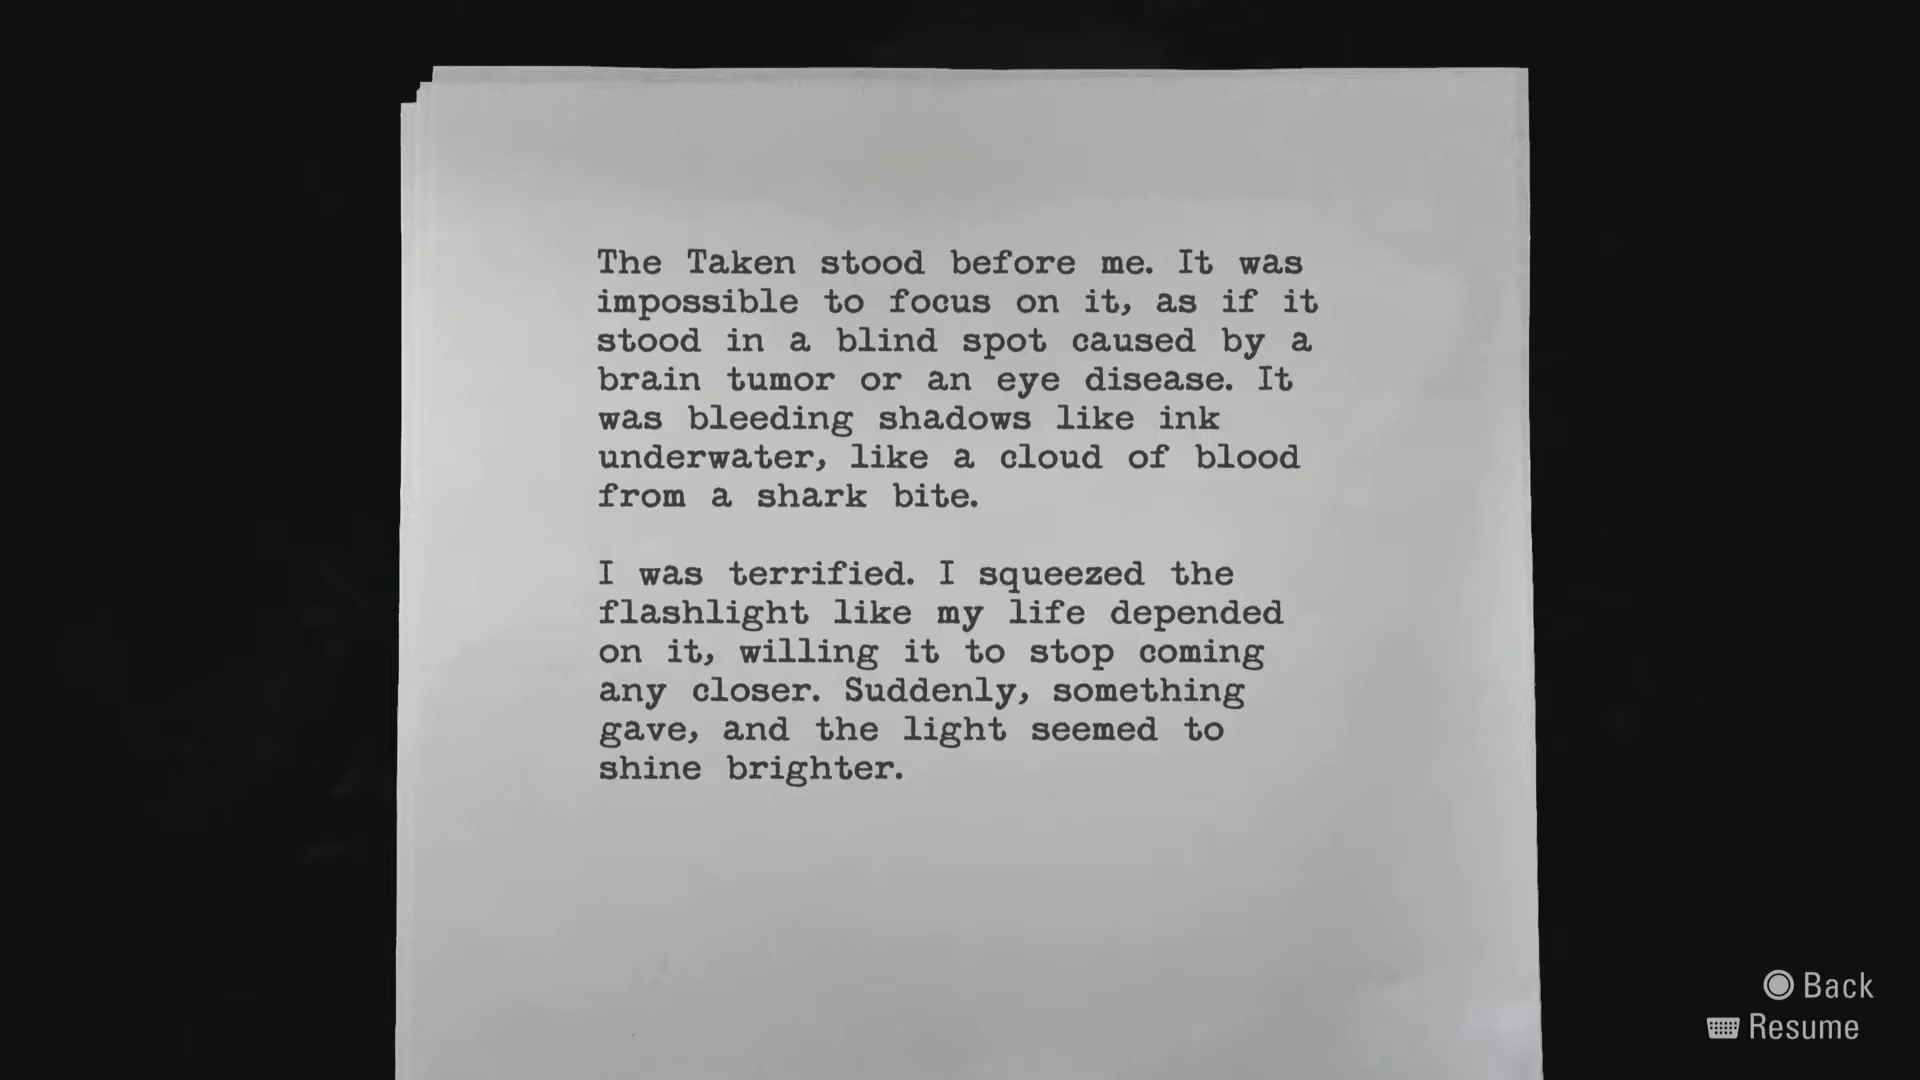 The Taken stood before me. It was
impossible to focus on it, as if it
stood in a blind spot caused by a
brain tumor or an eye disease. It
was bleeding shadows like ink
underwater, like a cloud of blood
from a shark bite.
I was terrified. I squeezed the
flashlight like my life depended
on it, willing it to stop coming
any closer. Suddenly, something
gave, and the light seemed to
shine brighter.
Back
Resume